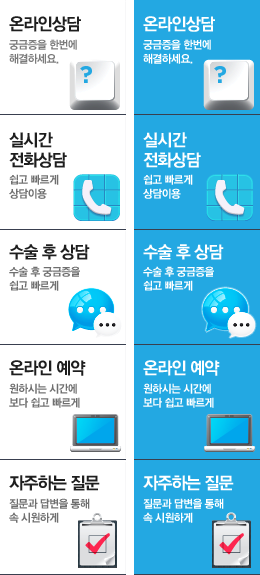 온라인상담
궁금증을 한번에
해결하세요.
?
실시간
전화상담
쉽고 빠르게
상담이용
수술 후 상담
수술 후 궁금증을
쉽고 빠르게
온라인 예약
원하시는 시간에
보다 쉽고 빠르게
자주하는 질문
질문과 답변을 통해
속 시원하게
온라인상담
궁금증을 한번에
해결하세요.
?
실시간
전화상담
쉽고 빠르게
상담이용
수술 후 상담
수술 후 궁금증을
쉽고 빠르게
온라인 예약
원하시는 시간에
보다 쉽고 빠르게
자주하는 질문
질문과 답변을 통해
속 시원하게